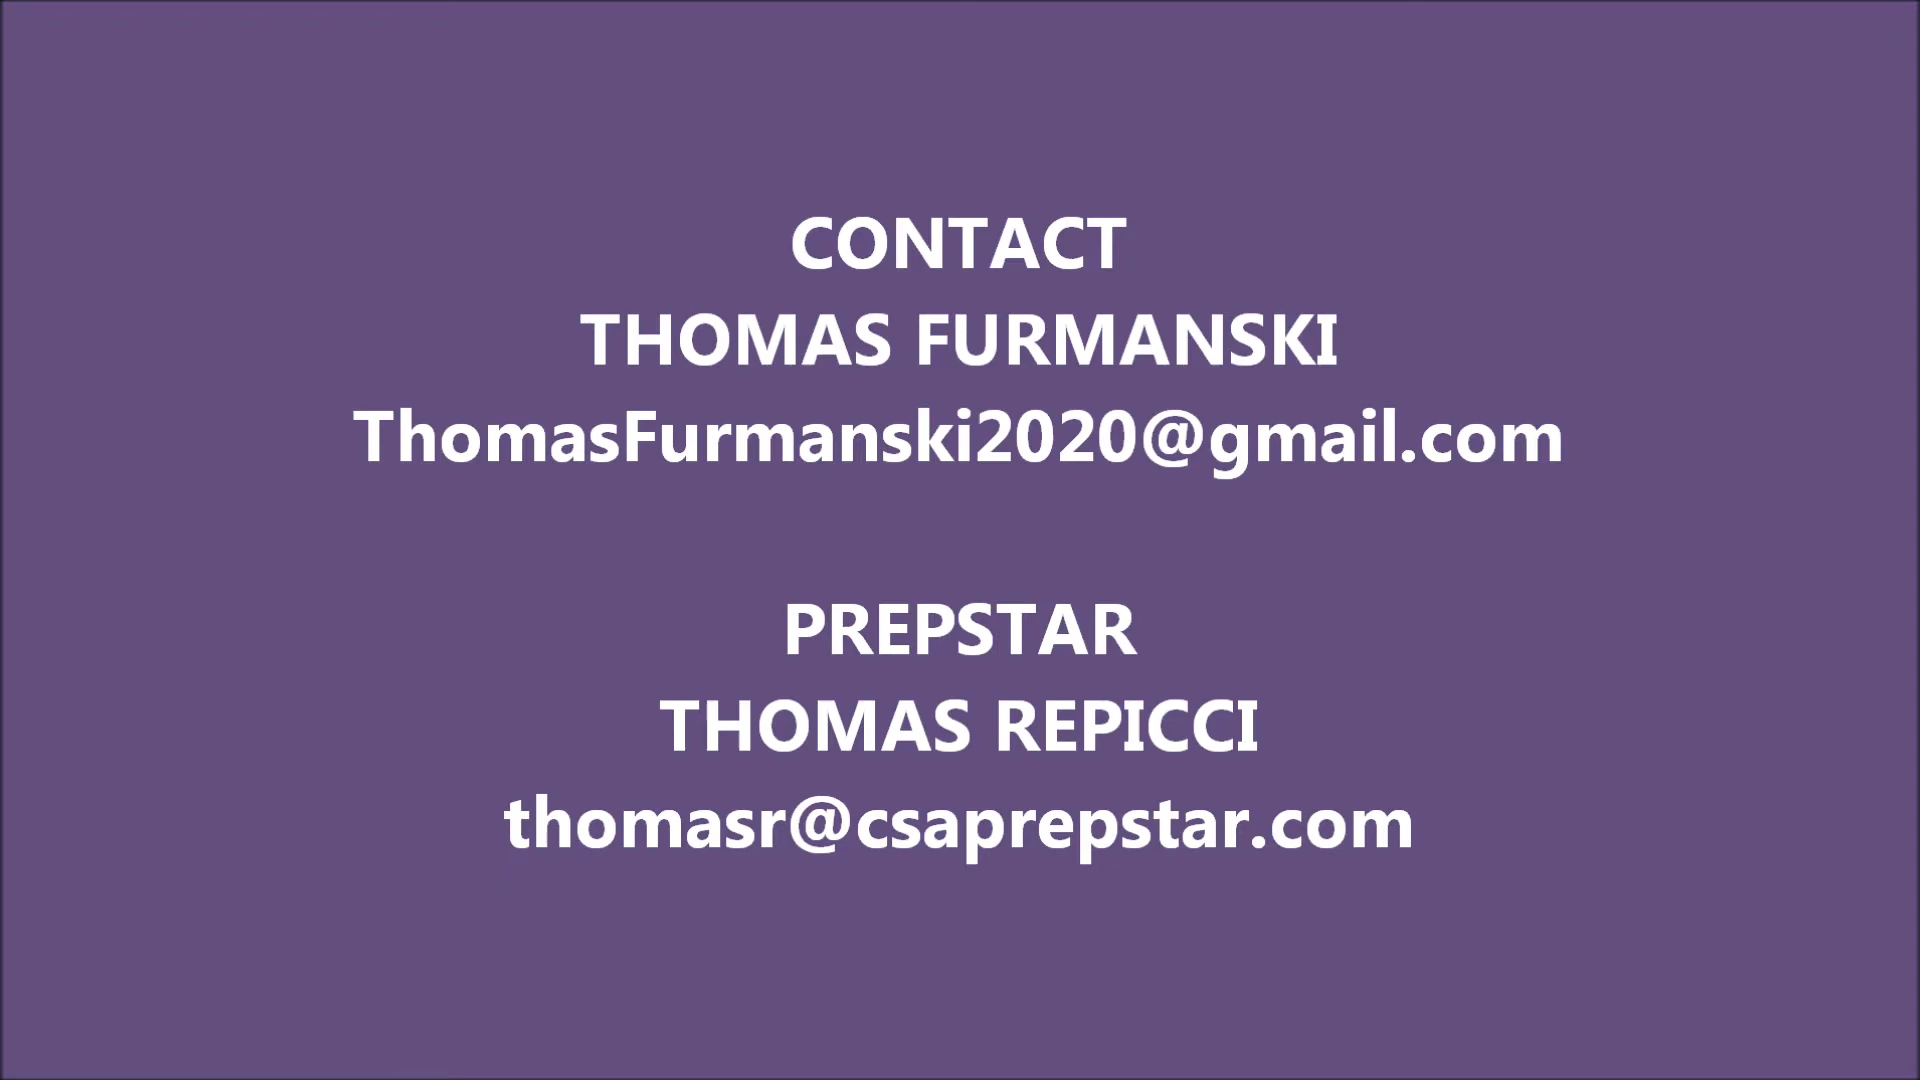 CONTACT
THOMAS FURMANSKI
ThomasFurmanski2020@gmail.com
PREPSTAR
THOMAS REPICCI
thomasr@csaprepstar.com